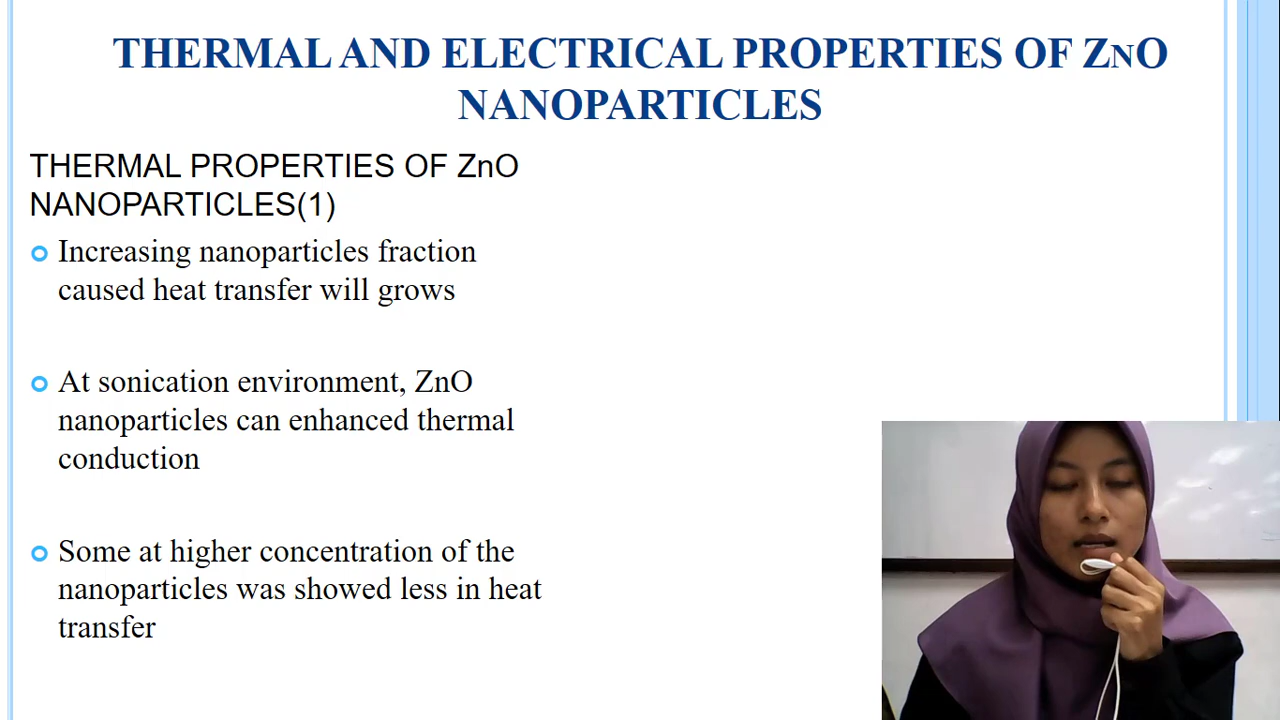 THERMAL AND ELECTRICAL PROPERTIES OF ZNO
NANOPARTICLES
THERMAL PROPERTIES OF ZnO
NANOPARTICLES(1)
Increasing nanoparticles fraction
caused heat transfer will grows
At sonication environment, ZnO
nanoparticles can enhanced thermal
conduction
Some at higher concentration of the
nanoparticles was showed less in heat
transfer